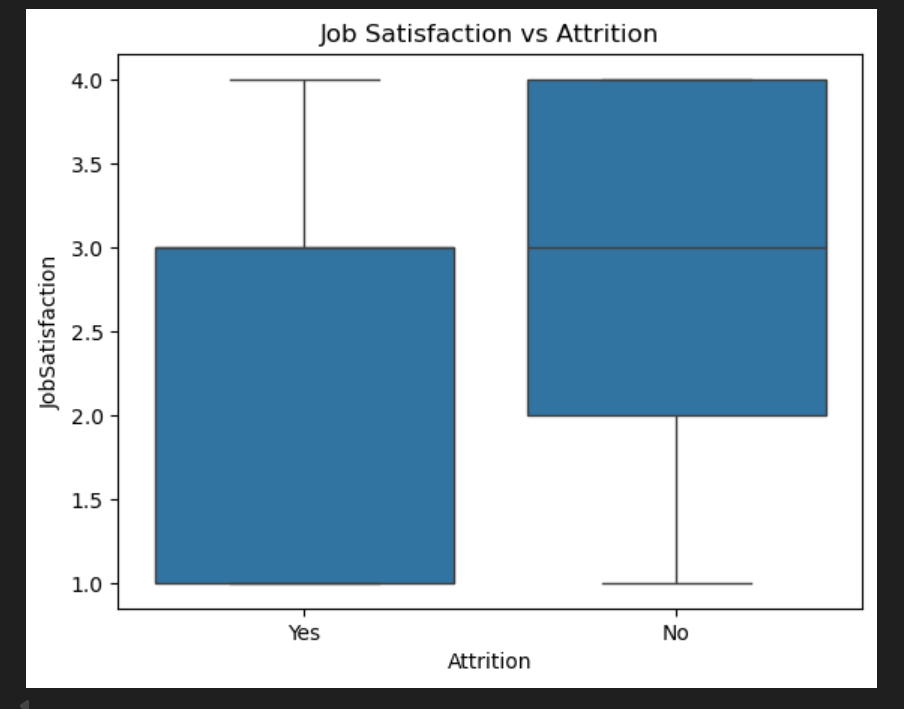 Job Satisfaction vs Attrition
4.0
3.5
3.0
2.5
2.0
1.5
1.0
JobSatisfaction
Yes
No
Attrition